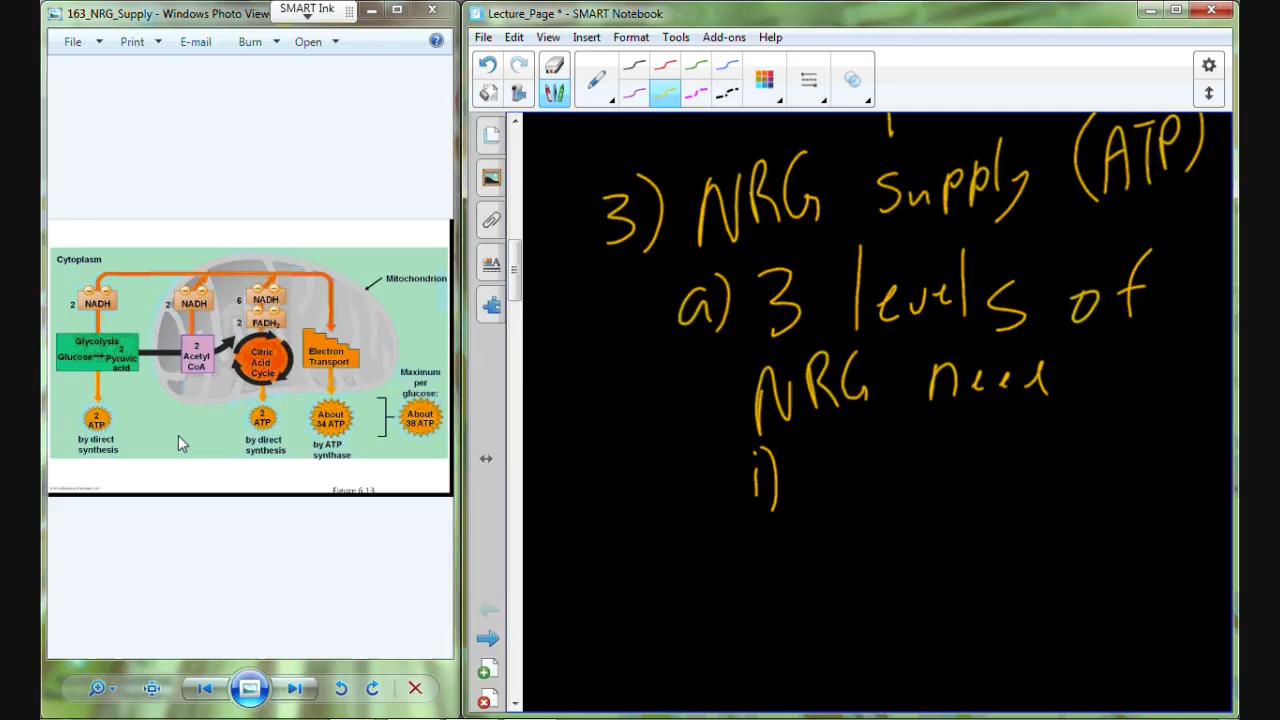 163_NRG_Supply - Windows Photo View
SMART Ink
File Print E-mail Burn Open
Cytoplasm
Mitochondrion
2 NADH
2 NADH
6 NADH
2 FADH₂
Glycolysis
Glucose → 2 Pyruvic acid
2 Acetyl CoA
Citric Acid Cycle
Electron Transport
Maximum per glucose:
2 ATP
2 ATP
About 34 ATP
About 38 ATP
by direct synthesis
by direct synthesis
by ATP synthase
Figure 6.13
Lecture_Page * - SMART Notebook
File Edit View Insert Format Tools Add-ons Help
3) NRG supply (ATP)
a) 3 levels of
NRG need
i)